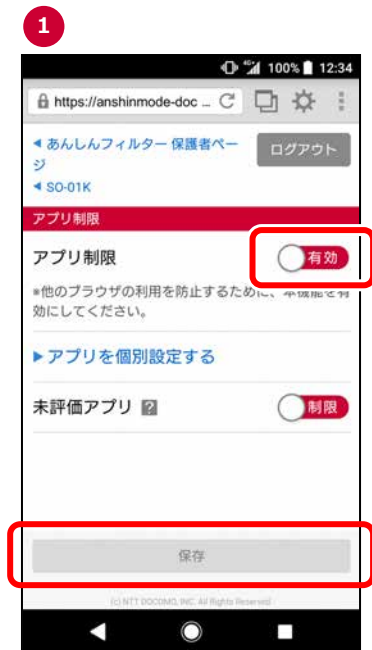 1
4G 100% 12:34
https://anshinmode-doc ...
◀ あんしんフィルター 保護者ページ
ログアウト
◀ SO-01K
アプリ制限
アプリ制限
有効
※他のブラウザの利用を防止するために、本機能を有
効にしてください。
▶ アプリを個別設定する
未評価アプリ ?
制限
保存
(c) NTT DOCOMO, INC. All Rights Reserved.